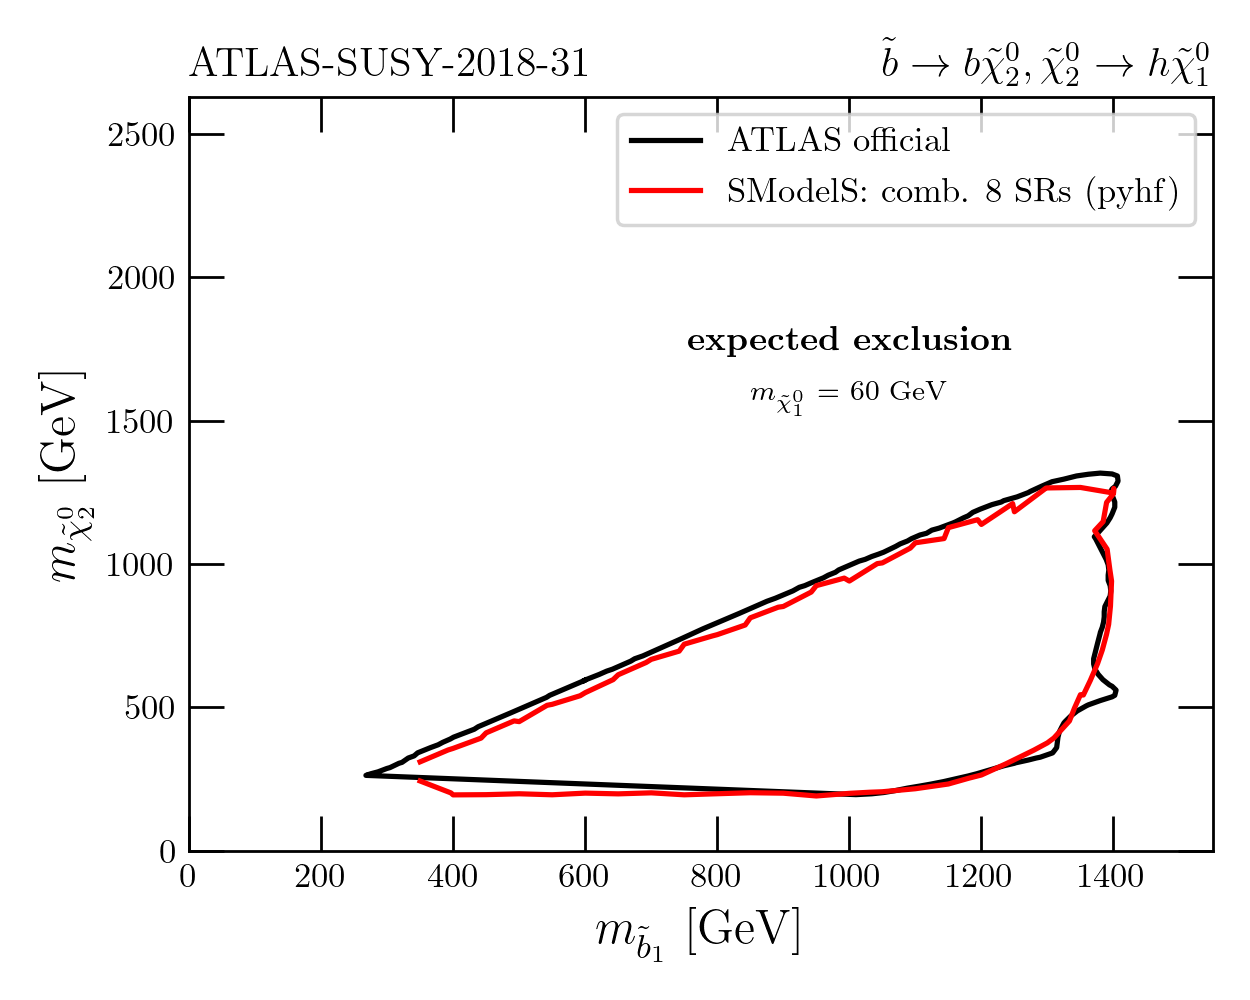 ATLAS-SUSY-2018-31
b̃ → bχ̃⁰₂, χ̃⁰₂ → hχ̃⁰₁
ATLAS official
SModelS: comb. 8 SRs (pyhf)
expected exclusion
m_χ̃⁰₁ = 60 GeV
m_χ̃⁰₂ [GeV]
2500
2000
1500
1000
500
0
0 200 400 600 800 1000 1200 1400
m_b̃₁ [GeV]